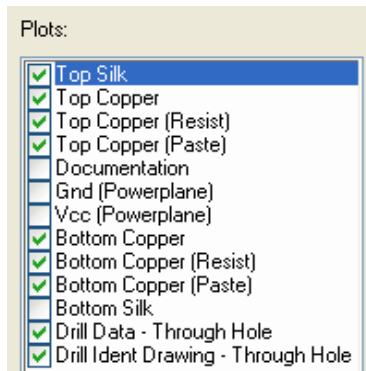 Plots:
Top Silk
Top Copper
Top Copper (Resist)
Top Copper (Paste)
Documentation
Gnd (Powerplane)
Vcc (Powerplane)
Bottom Copper
Bottom Copper (Resist)
Bottom Copper (Paste)
Bottom Silk
Drill Data - Through Hole
Drill Ident Drawing - Through Hole